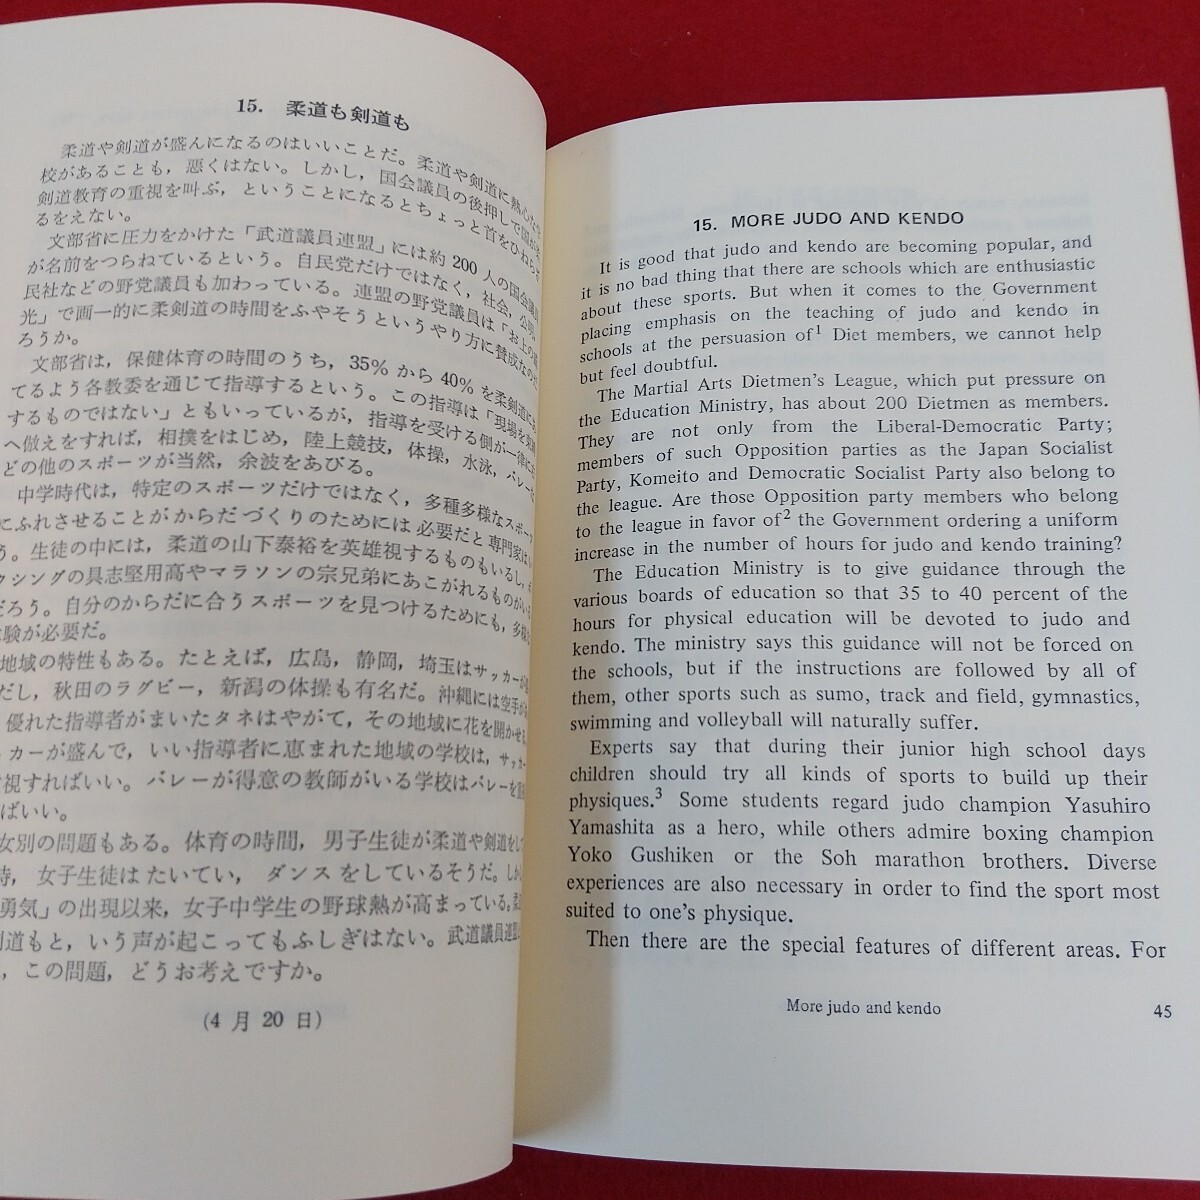 15. 柔道も剣道も
柔道や剣道が盛んになるのはいいことだ。柔道や剣道に熱心な
校があることも，悪くはない。しかし，国会議員の後押しで国が
剣道教育の重視を叫ぶ，ということになるとちょっと首をひねらざ
るをえない。
文部省に圧力をかけた「武道議員連盟」には約 200 人の国会議員
が名前をつらねているという。自民党だけではなく，社会，公明，
民社などの野党議員も加わっている。連盟の野党議員は「お上の
光」で画一的に柔剣道の時間をふやそうというやり方に賛成なの
ろうか。
文部省は，保健体育の時間のうち，35% から 40% を柔剣道にあ
てるよう各教委を通じて指導するという。この指導は「現場を
するものではない」ともいっているが，指導を受ける側が一律に
へ倣えをすれば，相撲をはじめ，陸上競技，体操，水泳，バレー
どの他のスポーツが当然，余波をあびる。
中学時代は，特定のスポーツだけではなく，多種多様なスポー
にふれさせることがからだづくりのためには必要だと専門家は
う。生徒の中には，柔道の山下泰裕を英雄視するものもいるし，
クシングの具志堅用高やマラソンの宗兄弟にあこがれるものがい
だろう。自分のからだに合うスポーツを見つけるためにも，多様
験が必要だ。
地域の特性もある。たとえば，広島，静岡，埼玉はサッカーが
だし，秋田のラグビー，新潟の体操も有名だ。沖縄には空手が
優れた指導者がまいたタネはやがて，その地域に花を開かせる。
カーが盛んで，いい指導者に恵まれた地域の学校は，サッカー
視すればいい。バレーが得意の教師がいる学校はバレーを
ばいい。
女別の問題もある。体育の時間，男子生徒が柔道や剣道をし
時，女子生徒はたいてい，ダンスをしているそうだ。しか
勇気」の出現以来，女子中学生の野球熱が高まっている。柔
剣道もと，いう声が起こってもふしぎはない。武道議員連盟
，この問題，どうお考えですか。
(4 月 20 日)
15. MORE JUDO AND KENDO
It is good that judo and kendo are becoming popular, and
it is no bad thing that there are schools which are enthusiastic
about these sports. But when it comes to the Government
placing emphasis on the teaching of judo and kendo in
schools at the persuasion of¹ Diet members, we cannot help
but feel doubtful.
The Martial Arts Dietmen's League, which put pressure on
the Education Ministry, has about 200 Dietmen as members.
They are not only from the Liberal-Democratic Party;
members of such Opposition parties as the Japan Socialist
Party, Komeito and Democratic Socialist Party also belong to
the league. Are those Opposition party members who belong
to the league in favor of² the Government ordering a uniform
increase in the number of hours for judo and kendo training?
The Education Ministry is to give guidance through the
various boards of education so that 35 to 40 percent of the
hours for physical education will be devoted to judo and
kendo. The ministry says this guidance will not be forced on
the schools, but if the instructions are followed by all of
them, other sports such as sumo, track and field, gymnastics,
swimming and volleyball will naturally suffer.
Experts say that during their junior high school days
children should try all kinds of sports to build up their
physiques.³ Some students regard judo champion Yasuhiro
Yamashita as a hero, while others admire boxing champion
Yoko Gushiken or the Soh marathon brothers. Diverse
experiences are also necessary in order to find the sport most
suited to one's physique.
Then there are the special features of different areas. For
More judo and kendo 45